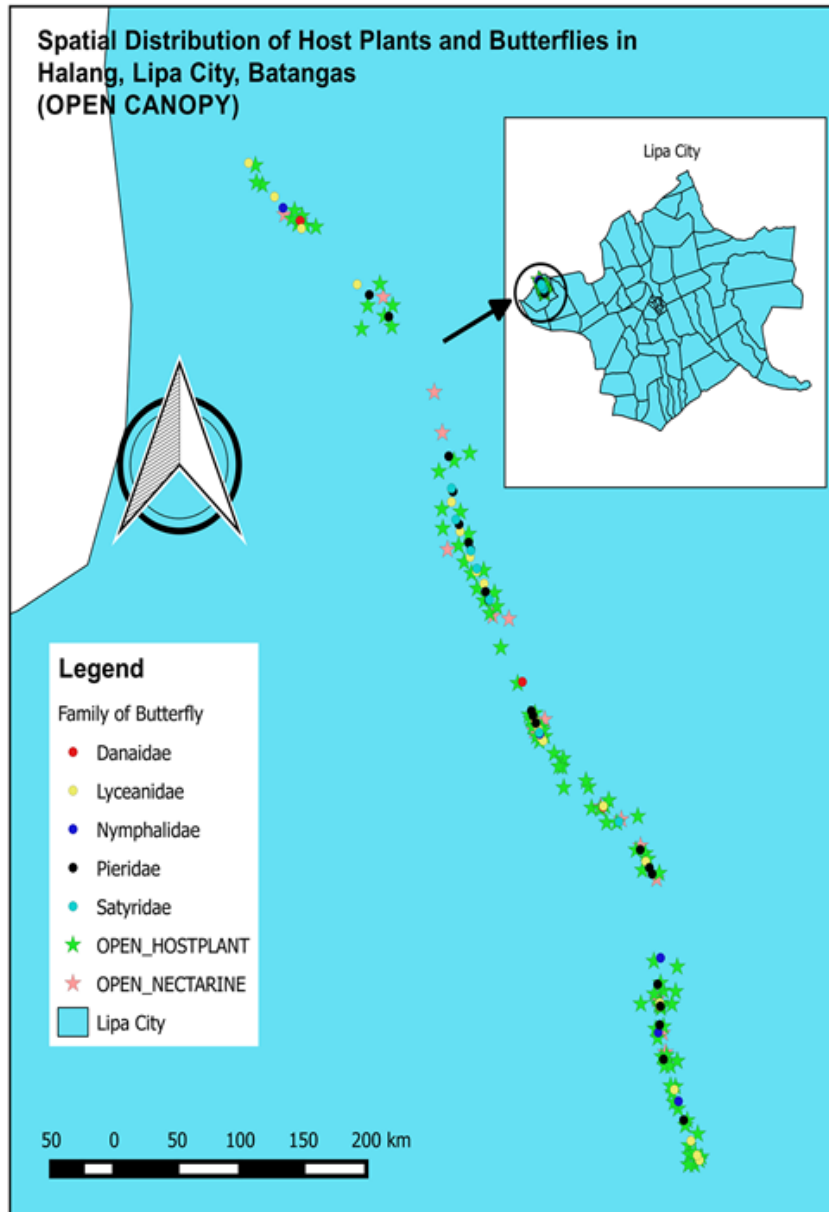 Spatial Distribution of Host Plants and Butterflies in
Halang, Lipa City, Batangas
(OPEN CANOPY)
Lipa City
Legend
Family of Butterfly
Danaidae
Lyceanidae
Nymphalidae
Pieridae
Satyridae
OPEN_HOSTPLANT
OPEN_NECTARINE
Lipa City
50 0 50 100 150 200 km